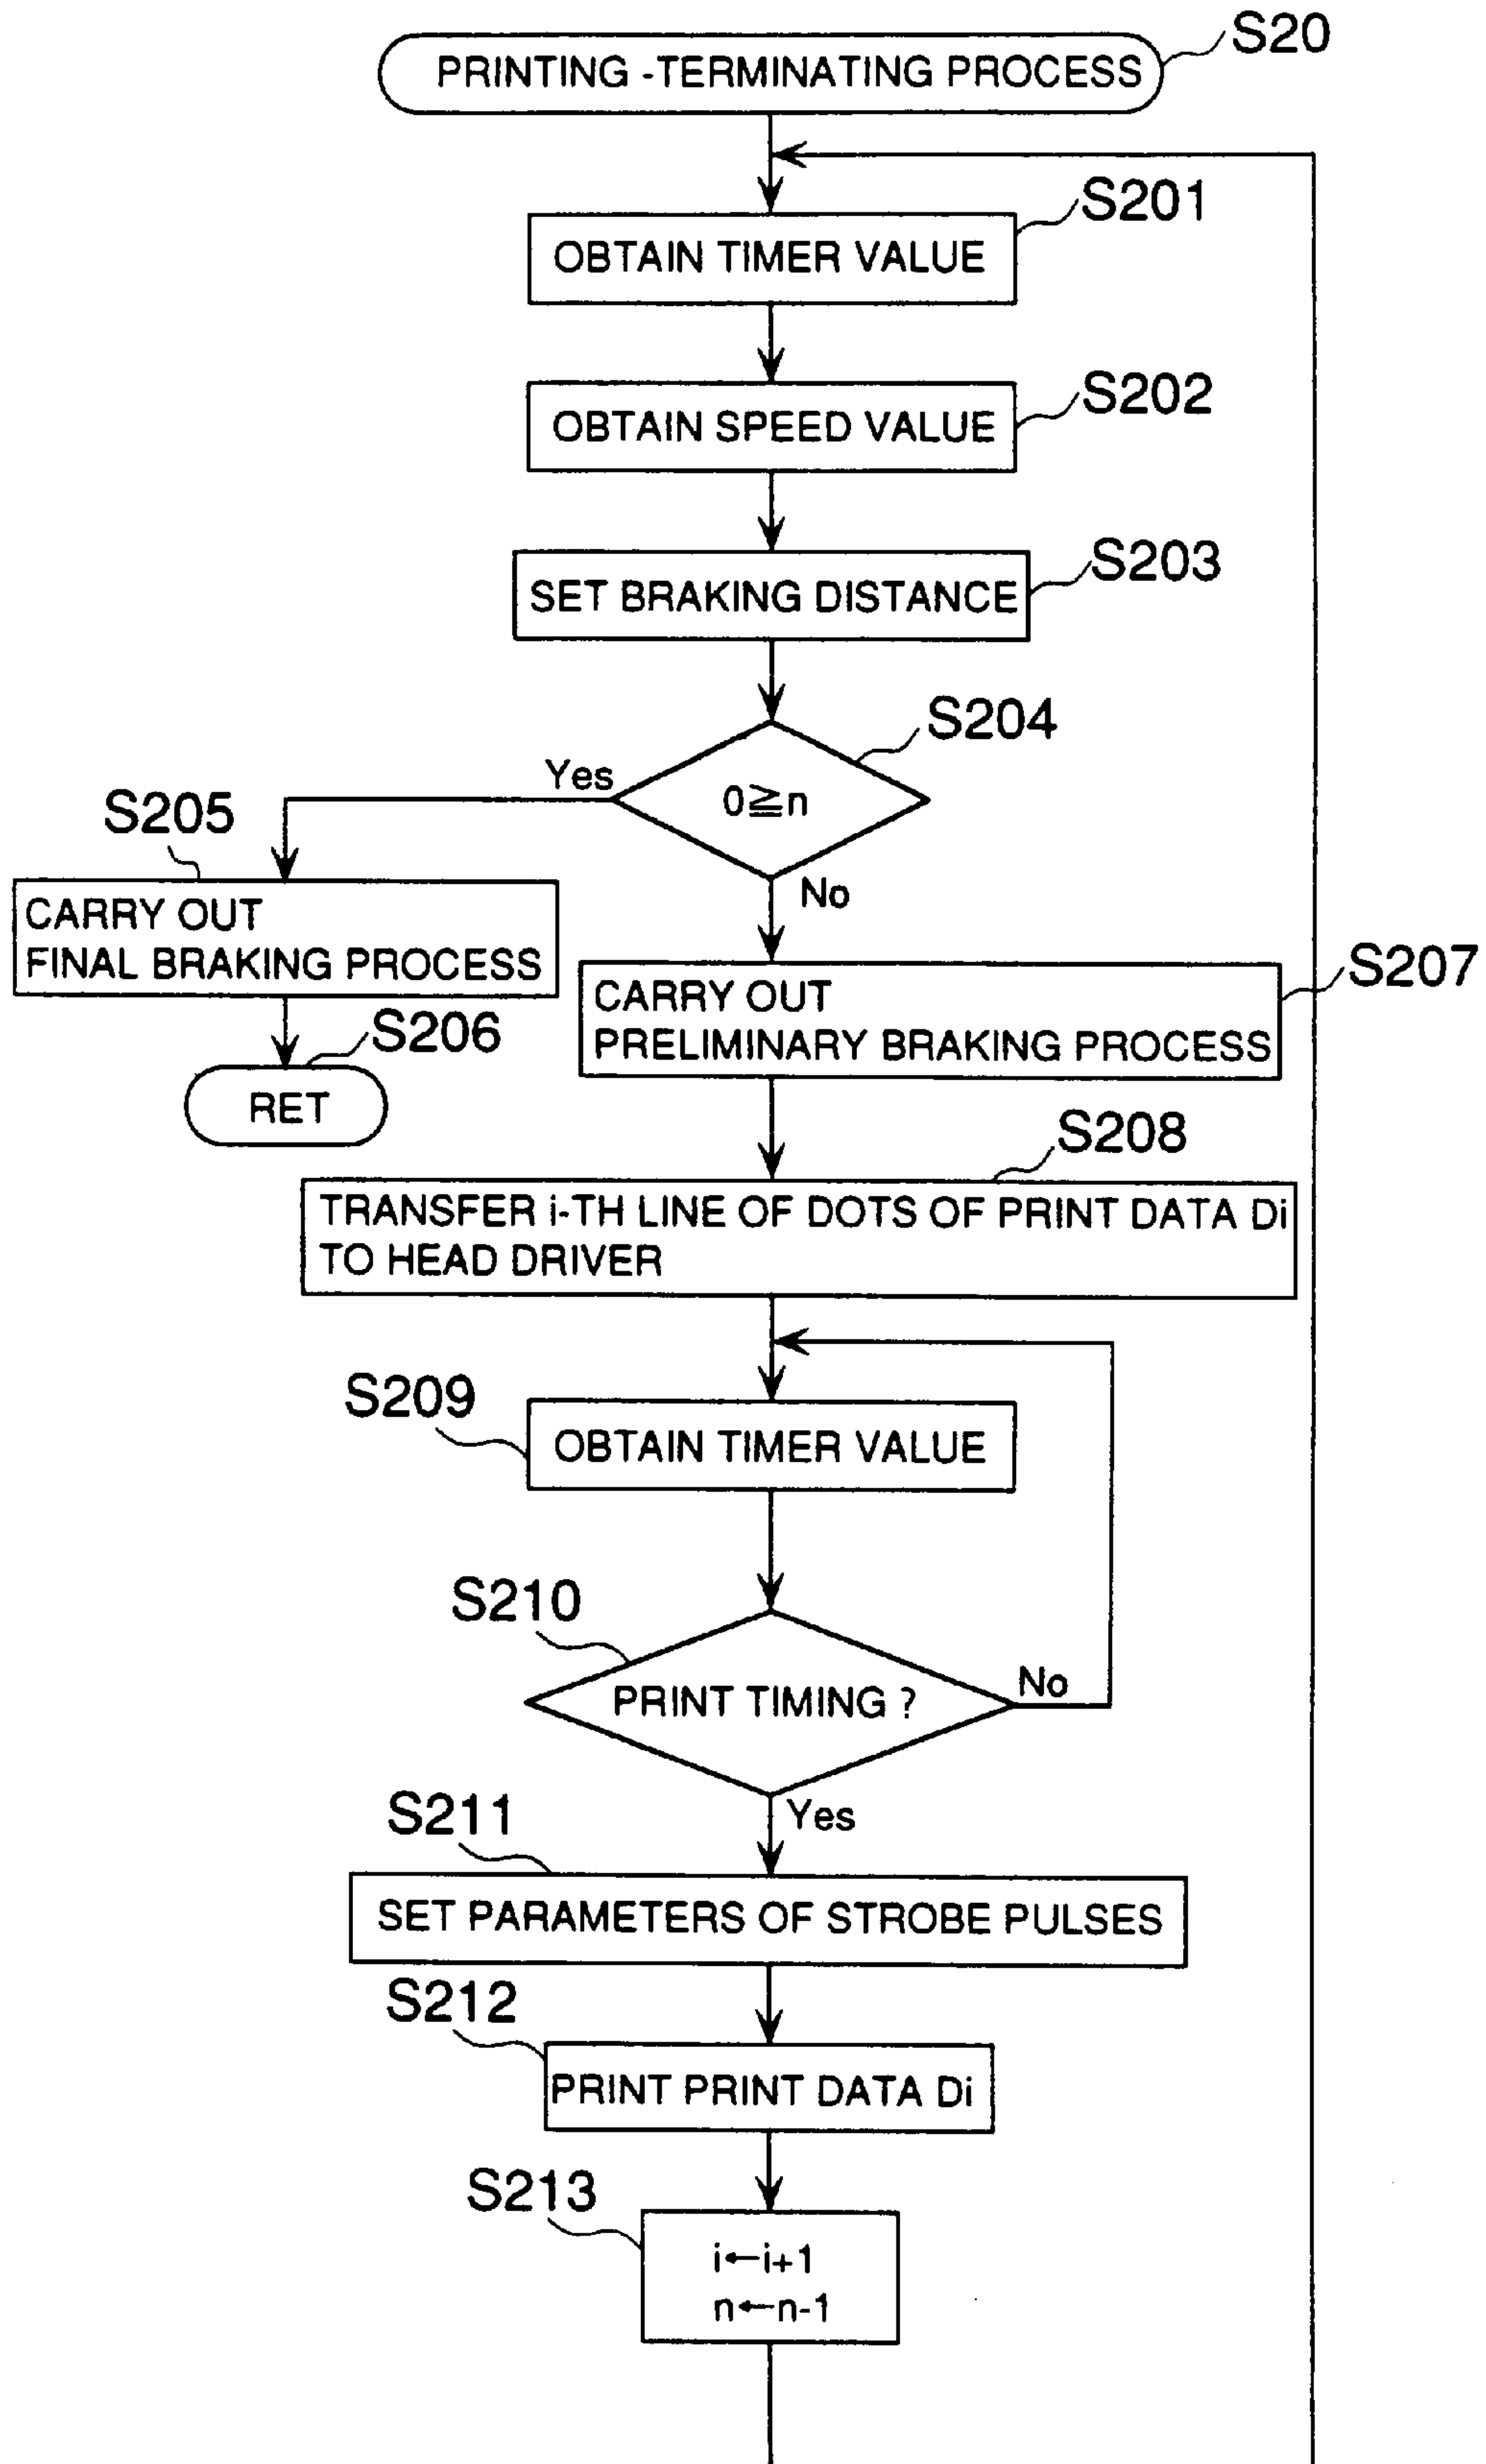 S20
PRINTING -TERMINATING PROCESS
S201
OBTAIN TIMER VALUE
S202
OBTAIN SPEED VALUE
S203
SET BRAKING DISTANCE
S204
0≧n
Yes
No
S205
CARRY OUT
FINAL BRAKING PROCESS
S206
RET
S207
CARRY OUT
PRELIMINARY BRAKING PROCESS
S208
TRANSFER i-TH LINE OF DOTS OF PRINT DATA Di
TO HEAD DRIVER
S209
OBTAIN TIMER VALUE
S210
PRINT TIMING ?
No
Yes
S211
SET PARAMETERS OF STROBE PULSES
S212
PRINT PRINT DATA Di
S213
i←i+1
n←n-1